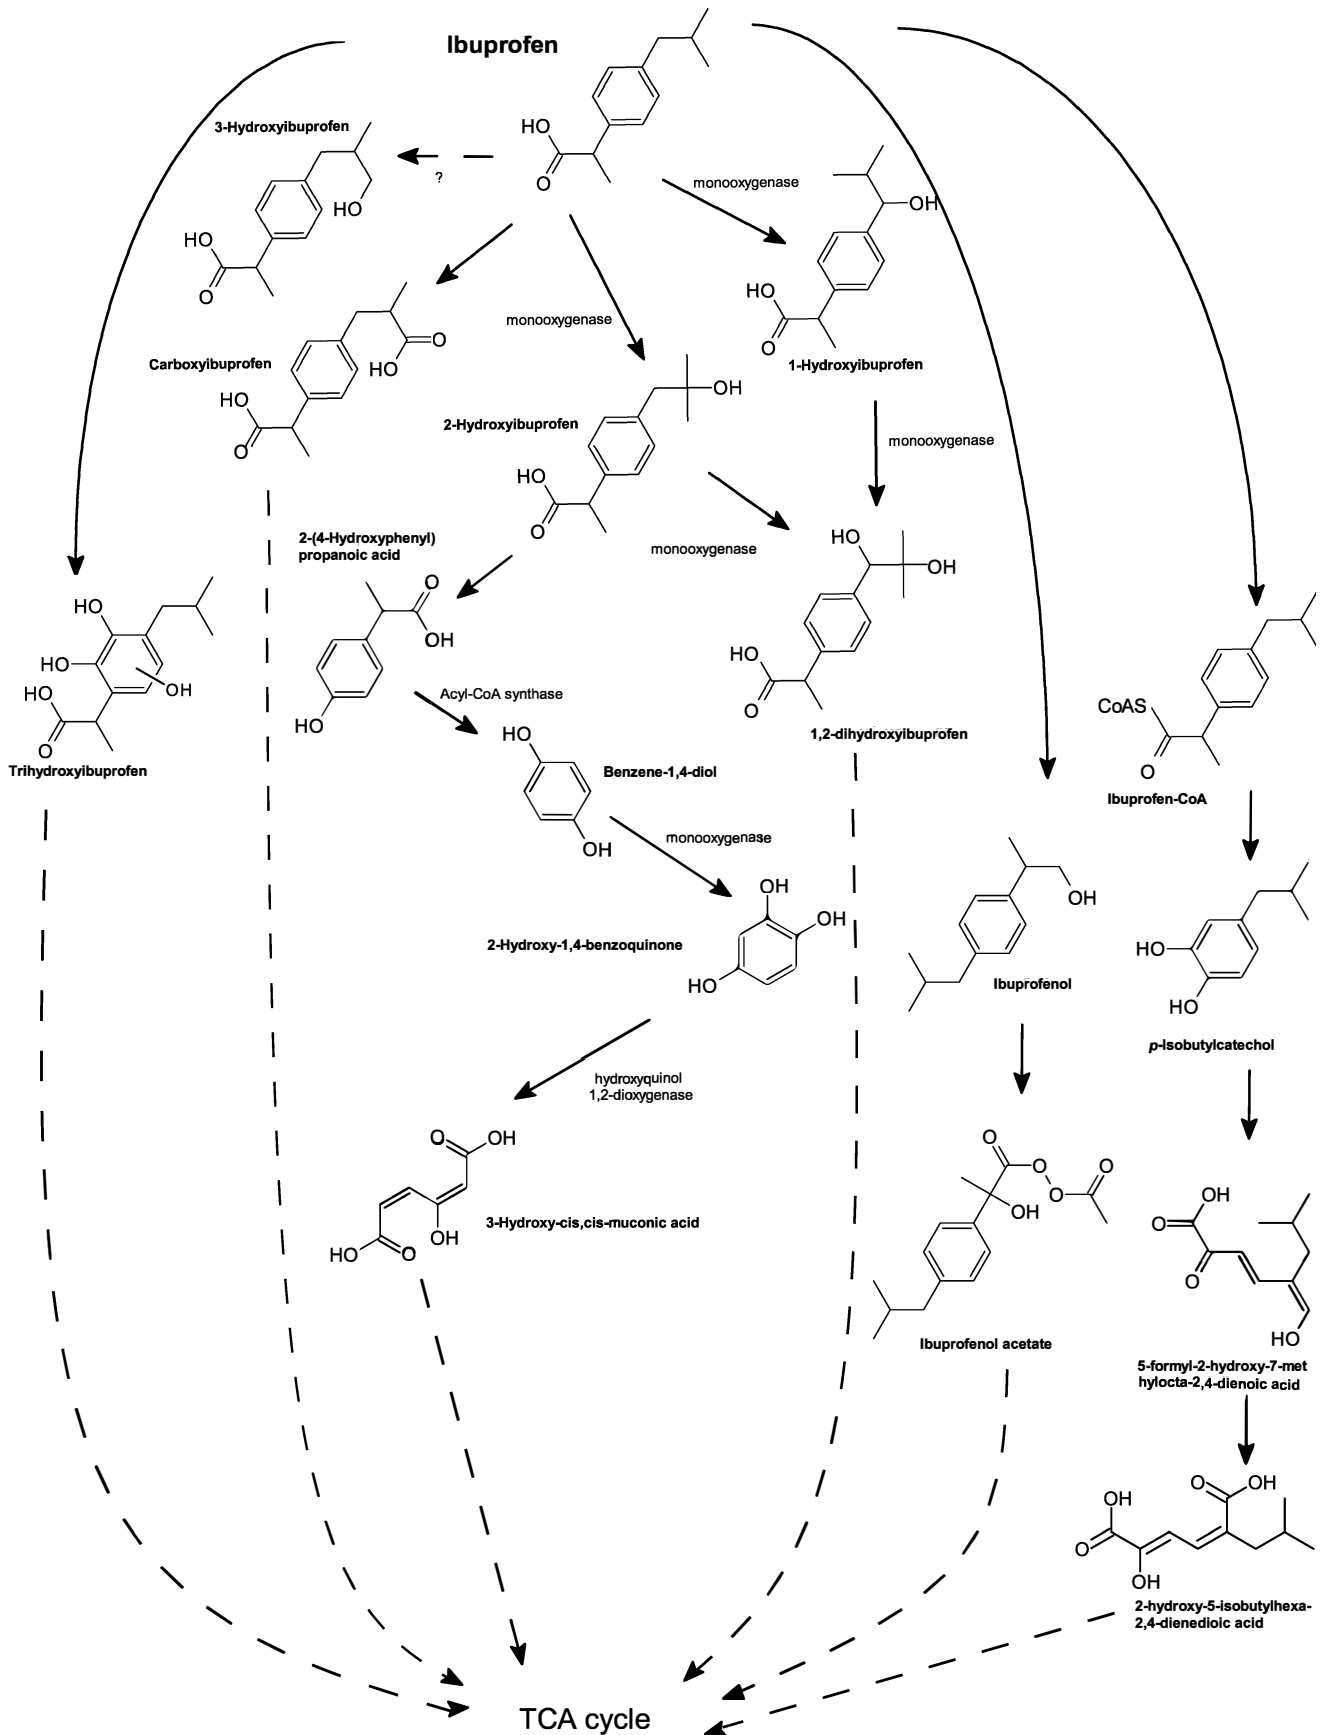 Ibuprofen
HO
O
3-Hydroxyibuprofen
?
HO
HO
O
monooxygenase
OH
HO
O
1-Hydroxyibuprofen
monooxygenase
Carboxyibuprofen
O
HO
HO
O
monooxygenase
2-Hydroxyibuprofen
OH
HO
O
monooxygenase
HO
OH
HO
O
1,2-dihydroxyibuprofen
2-(4-Hydroxyphenyl)
propanoic acid
O
OH
HO
Acyl-CoA synthase
HO
HO
HO
OH
O
Trihydroxyibuprofen
HO
OH
Benzene-1,4-diol
monooxygenase
OH
OH
HO
2-Hydroxy-1,4-benzoquinone
hydroxyquinol
1,2-dioxygenase
O
OH
HO
O
OH
3-Hydroxy-cis,cis-muconic acid
OH
Ibuprofenol
O
O
O
O
OH
Ibuprofenol acetate
CoAS
O
Ibuprofen-CoA
HO
HO
p-Isobutylcatechol
OH
O
O
HO
5-formyl-2-hydroxy-7-met
hylocta-2,4-dienoic acid
OH
O
O
OH
OH
2-hydroxy-5-isobutylhexa-
2,4-dienedioic acid
TCA cycle